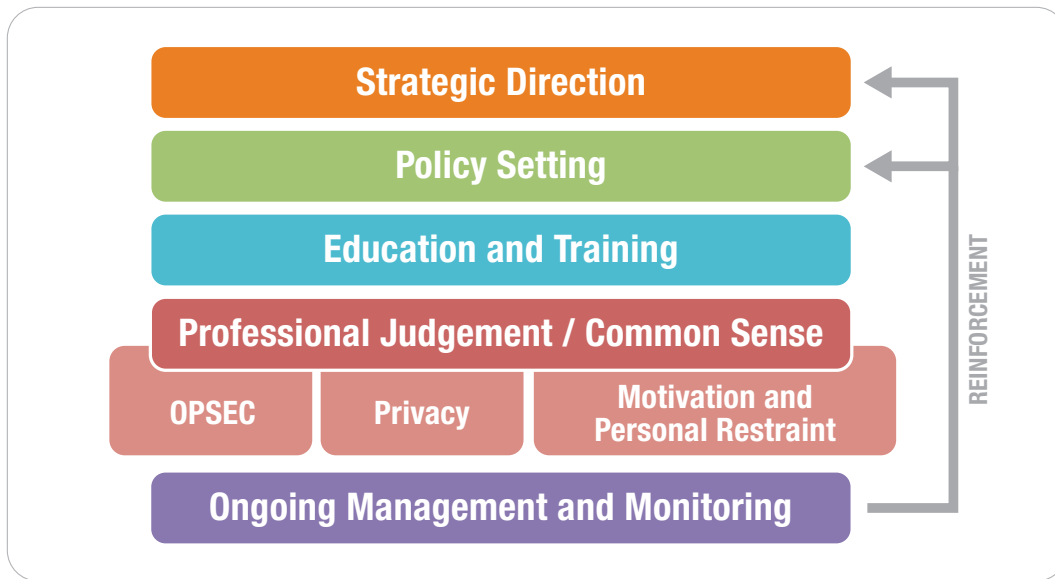 Strategic Direction
Policy Setting
Education and Training
Professional Judgement / Common Sense
OPSEC
Privacy
Motivation and
Personal Restraint
Ongoing Management and Monitoring
REINFORCEMENT